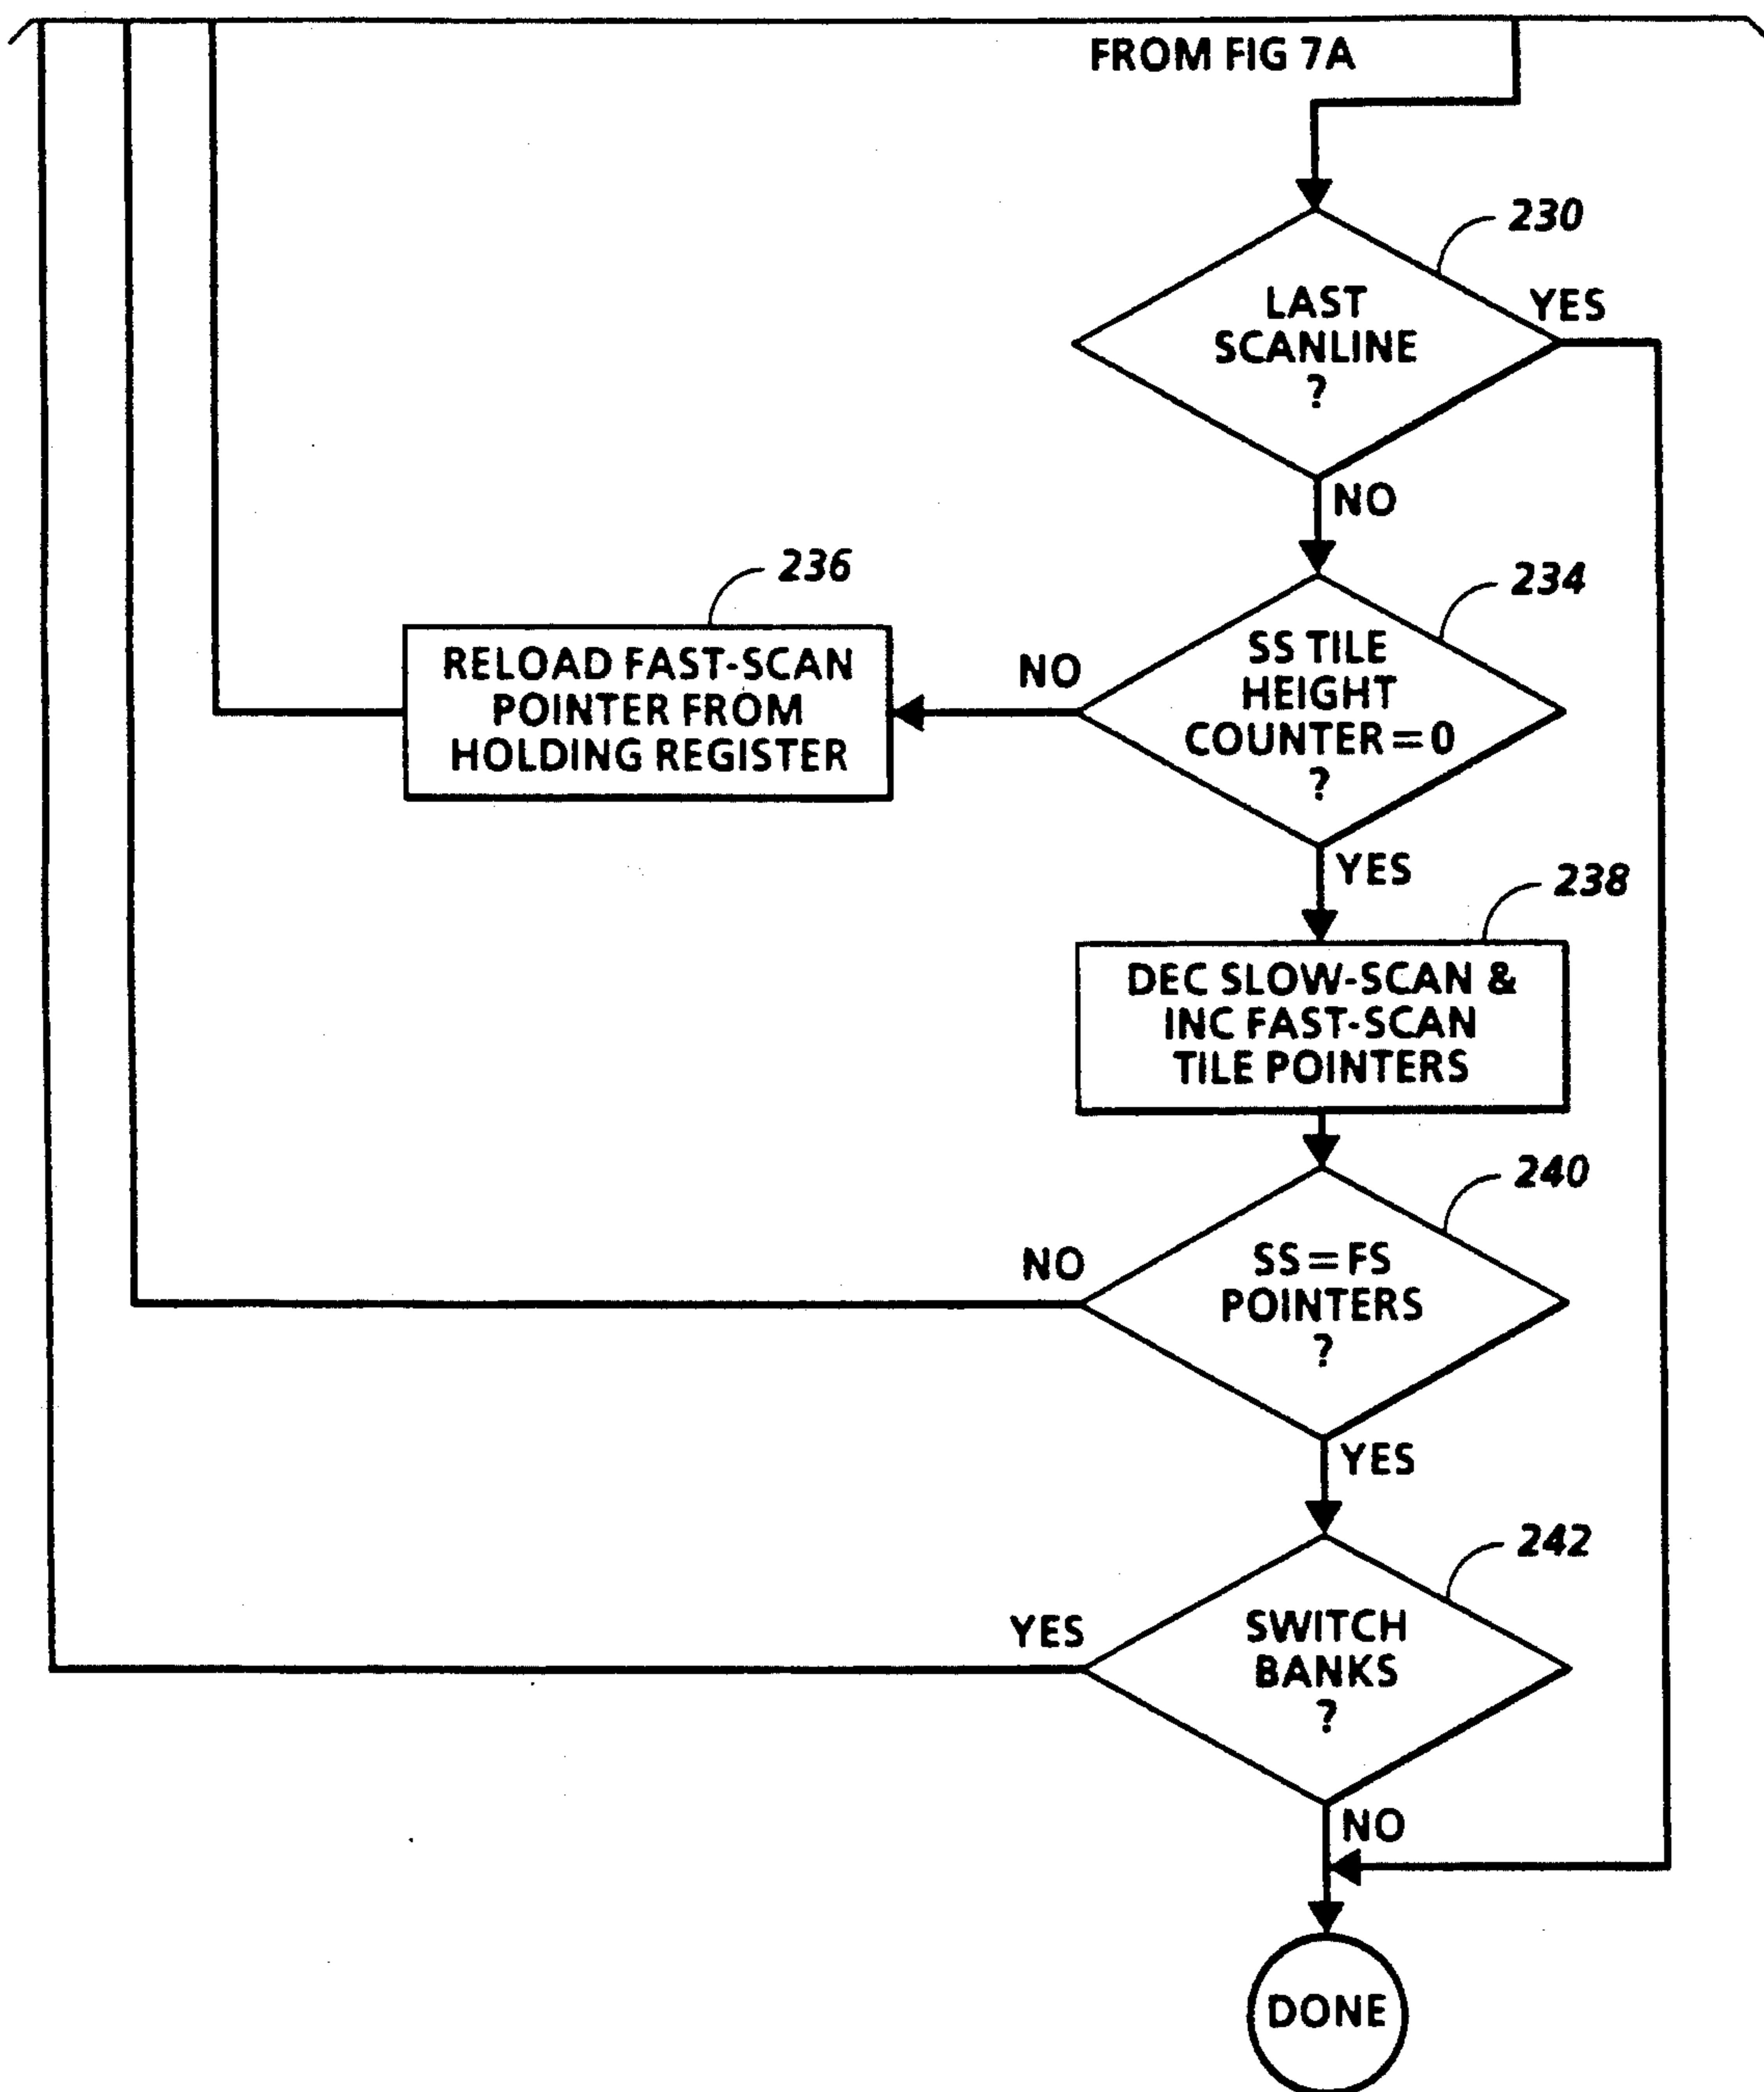 FROM FIG 7A
230
LAST
SCANLINE
?
YES
NO
236
234
RELOAD FAST-SCAN
POINTER FROM
HOLDING REGISTER
NO
SS TILE
HEIGHT
COUNTER = 0
?
YES
238
DEC SLOW-SCAN &
INC FAST-SCAN
TILE POINTERS
240
NO
SS = FS
POINTERS
?
YES
242
YES
SWITCH
BANKS
?
NO
DONE